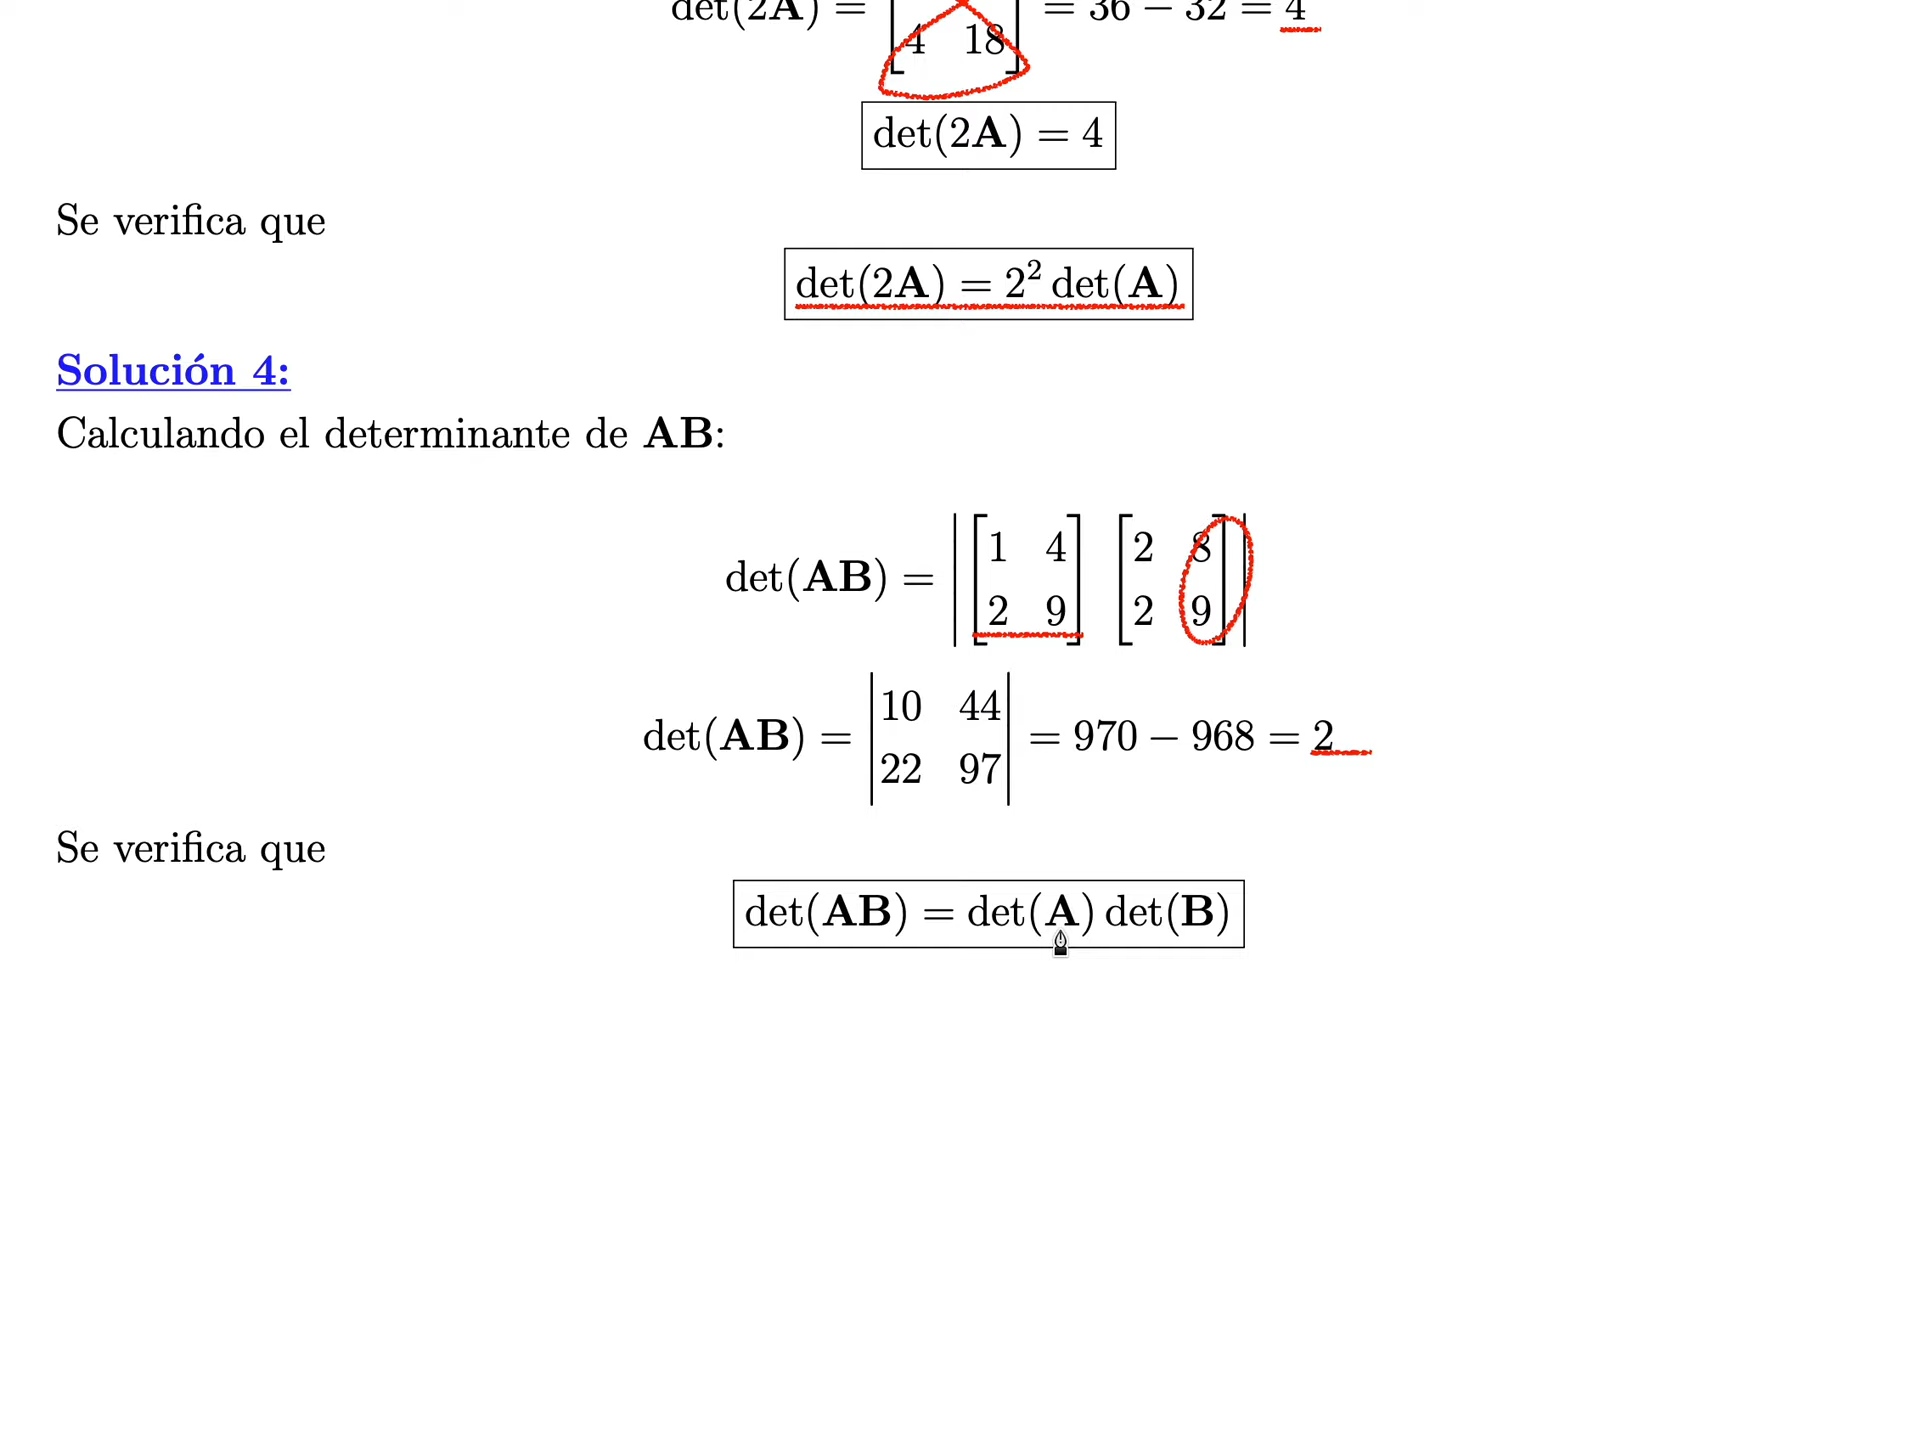 det(2A) = [4 18] = 36 − 32 = 4
det(2A) = 4
Se verifica que
det(2A) = 2² det(A)
Solución 4:
Calculando el determinante de AB:
det(AB) = |[1 4; 2 9] [2 8; 2 9]|
det(AB) = |10 44; 22 97| = 970 − 968 = 2
Se verifica que
det(AB) = det(A) det(B)